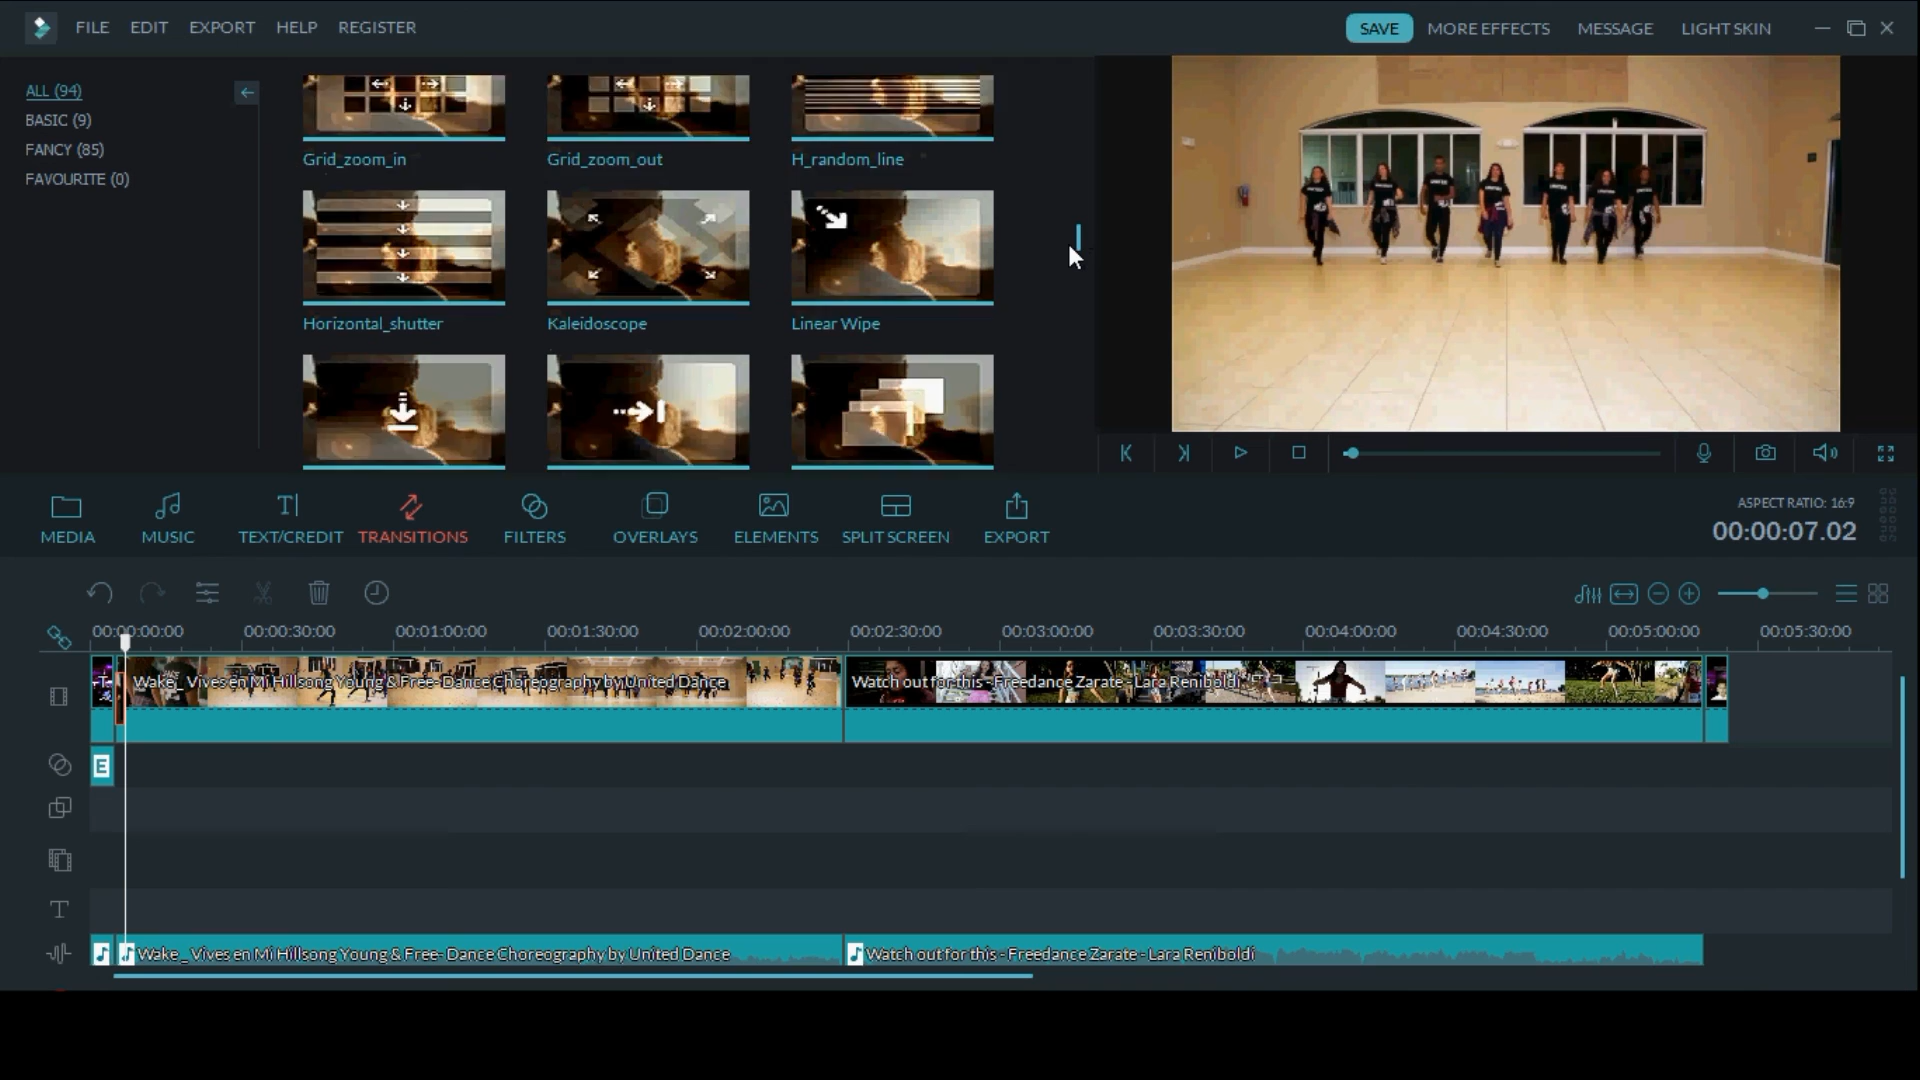 FILE EDIT EXPORT HELP REGISTER
SAVE MORE EFFECTS MESSAGE LIGHT SKIN
ALL (94)
BASIC (9)
FANCY (85)
FAVOURITE (0)
Grid_zoom_in Grid_zoom_out H_random_line
Horizontal_shutter Kaleidoscope Linear Wipe
MEDIA MUSIC TEXT/CREDIT TRANSITIONS FILTERS OVERLAYS ELEMENTS SPLIT SCREEN EXPORT
ASPECT RATIO: 16:9
00:00:07.02
00:00:00:00 00:00:30:00 00:01:00:00 00:01:30:00 00:02:00:00 00:02:30:00 00:03:00:00 00:03:30:00 00:04:00:00 00:04:30:00 00:05:00:00 00:05:30:00
Wake_ Vives en Mi Hillsong Young & Free- Dance Choreography by United Dance
Watch out for this - Freedance Zarate - Lara Reniboldi
E
Wake_ Vives en Mi Hillsong Young & Free- Dance Choreography by United Dance
Watch out for this - Freedance Zarate - Lara Reniboldi